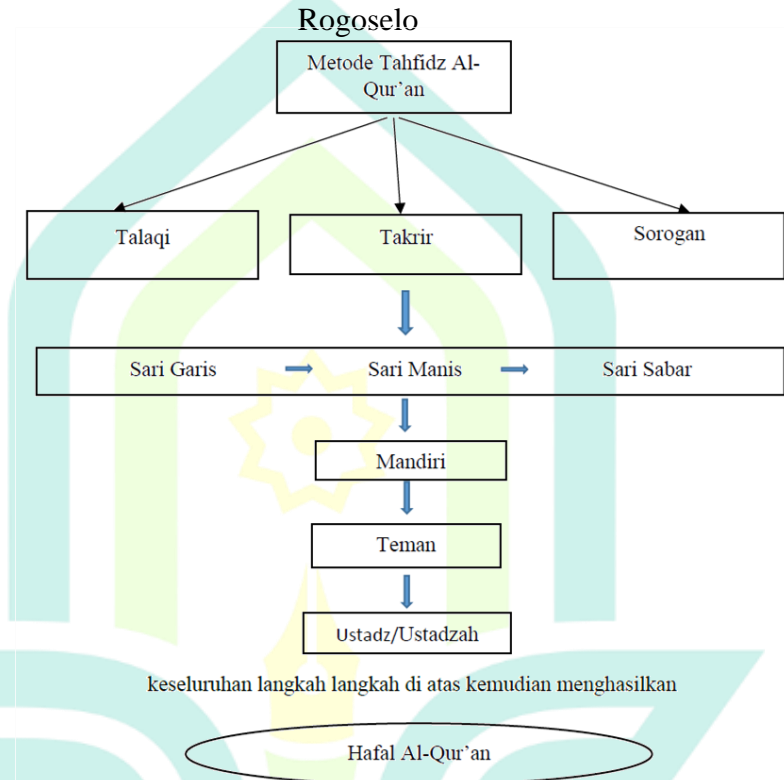 Rogoselo
Metode Tahfidz Al-
Qur’an
Talaqi
Takrir
Sorogan
Sari Garis
Sari Manis
Sari Sabar
Mandiri
Teman
Ustadz/Ustadzah
keseluruhan langkah langkah di atas kemudian menghasilkan
Hafal Al-Qur’an